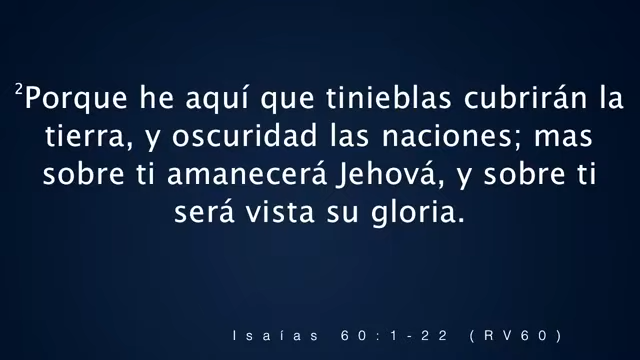 ²Porque he aquí que tinieblas cubrirán la
tierra, y oscuridad las naciones; mas
sobre ti amanecerá Jehová, y sobre ti
será vista su gloria.
Isaías 60:1-22 (RV60)